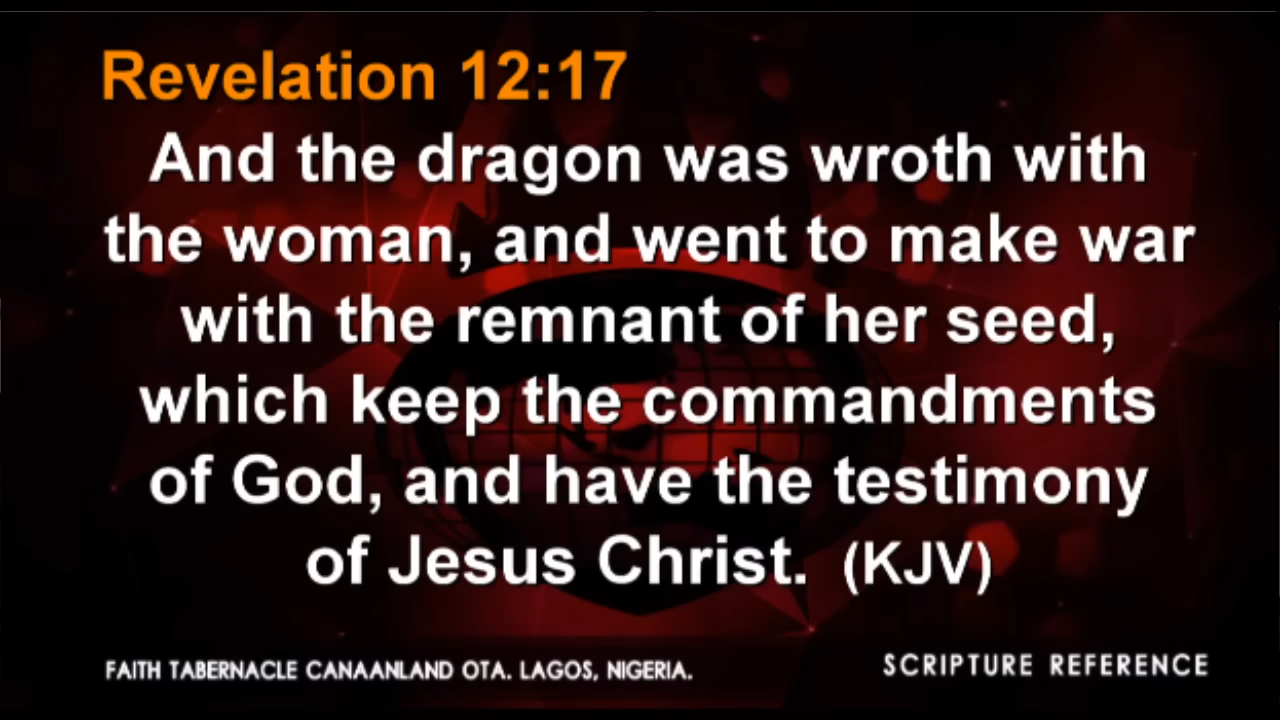 Revelation 12:17
And the dragon was wroth with
the woman, and went to make war
with the remnant of her seed,
which keep the commandments
of God, and have the testimony
of Jesus Christ. (KJV)
FAITH TABERNACLE CANAANLAND OTA. LAGOS, NIGERIA.
SCRIPTURE REFERENCE